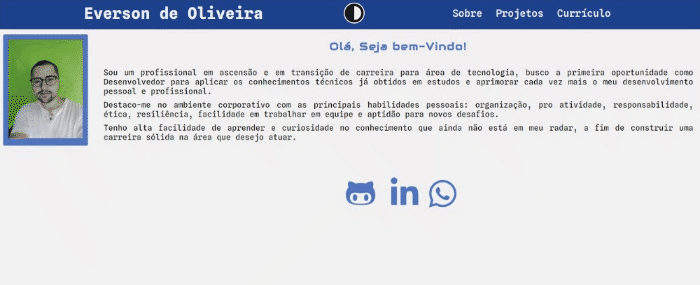 Everson de Oliveira
Sobre Projetos Currículo
Olá, Seja bem-Vindo!
Sou um profissional em ascensão e em transição de carreira para área de tecnologia, busco a primeira oportunidade como
Desenvolvedor para aplicar os conhecimentos técnicos já obtidos em estudos e aprimorar cada vez mais o meu desenvolvimento
pessoal e profissional.
Destaco-me no ambiente corporativo com as principais habilidades pessoais: organização, pro atividade, responsabilidade,
ética, resiliência, facilidade em trabalhar em equipe e aptidão para novos desafios.
Tenho alta facilidade de aprender e curiosidade no conhecimento que ainda não está em meu radar, a fim de construir uma
carreira sólida na área que desejo atuar.
in